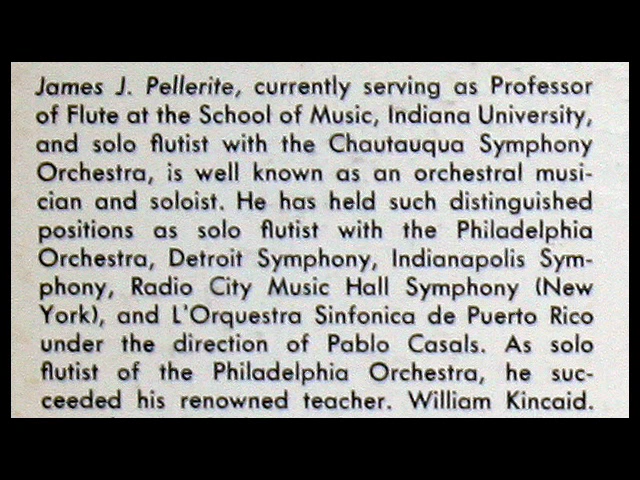 James J. Pellerite, currently serving as Professor
of Flute at the School of Music, Indiana University,
and solo flutist with the Chautauqua Symphony
Orchestra, is well known as an orchestral musi-
cian and soloist. He has held such distinguished
positions as solo flutist with the Philadelphia
Orchestra, Detroit Symphony, Indianapolis Sym-
phony, Radio City Music Hall Symphony (New
York), and L'Orquestra Sinfonica de Puerto Rico
under the direction of Pablo Casals. As solo
flutist of the Philadelphia Orchestra, he suc-
ceeded his renowned teacher. William Kincaid.